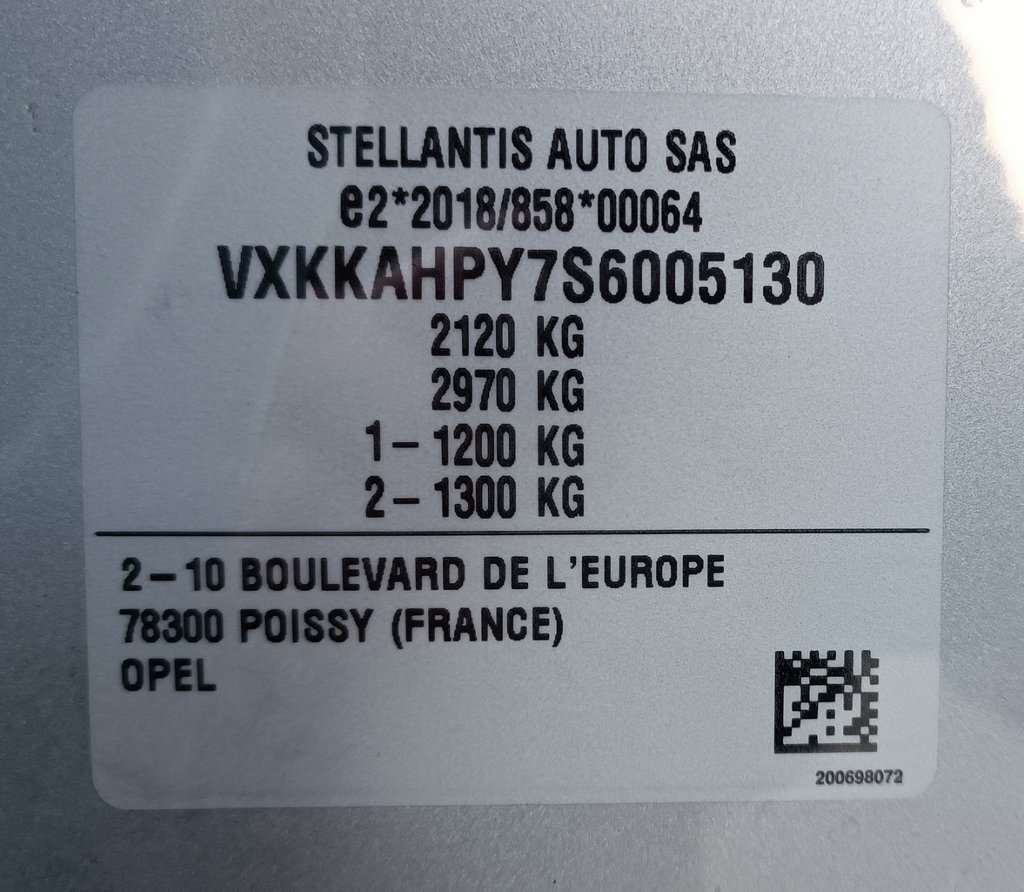 STELLANTIS AUTO SAS
e2*2018/858*00064
VXKKAHPY7S6005130
2120 KG
2970 KG
1 – 1200 KG
2 – 1300 KG
2 – 10 BOULEVARD DE L'EUROPE
78300 POISSY (FRANCE)
OPEL
200698072